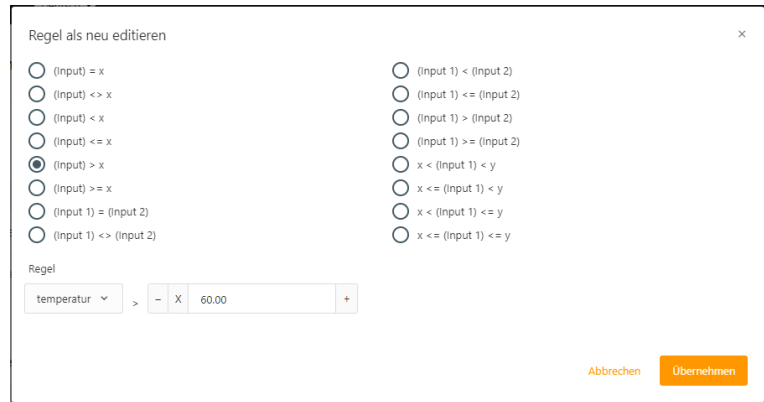 Regel als neu editieren
×
(Input) = x
(Input) <> x
(Input) < x
(Input) <= x
(Input) > x
(Input) >= x
(Input 1) = (Input 2)
(Input 1) <> (Input 2)
(Input 1) < (Input 2)
(Input 1) <= (Input 2)
(Input 1) > (Input 2)
(Input 1) >= (Input 2)
x < (Input 1) < y
x <= (Input 1) < y
x < (Input 1) <= y
x <= (Input 1) <= y
Regel
temperatur > − X 60.00 +
Abbrechen Übernehmen